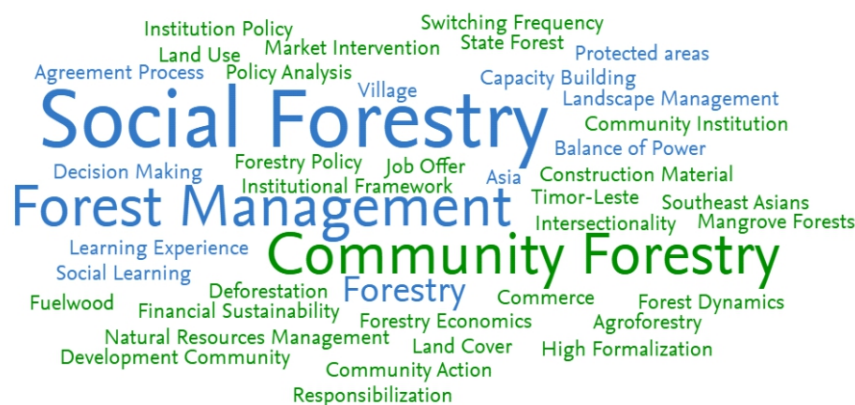 Switching Frequency
Institution Policy
State Forest
Market Intervention
Land Use
Protected areas
Agreement Process
Policy Analysis
Capacity Building
Village
Landscape Management
Social Forestry
Community Institution
Balance of Power
Forestry Policy
Job Offer
Decision Making
Asia
Construction Material
Institutional Framework
Timor-Leste
Southeast Asians
Forest Management
Intersectionality
Mangrove Forests
Learning Experience
Community Forestry
Social Learning
Deforestation
Forestry
Commerce
Fuelwood
Forest Dynamics
Financial Sustainability
Forestry Economics
Agroforestry
Natural Resources Management
Land Cover
High Formalization
Development Community
Community Action
Responsibilization